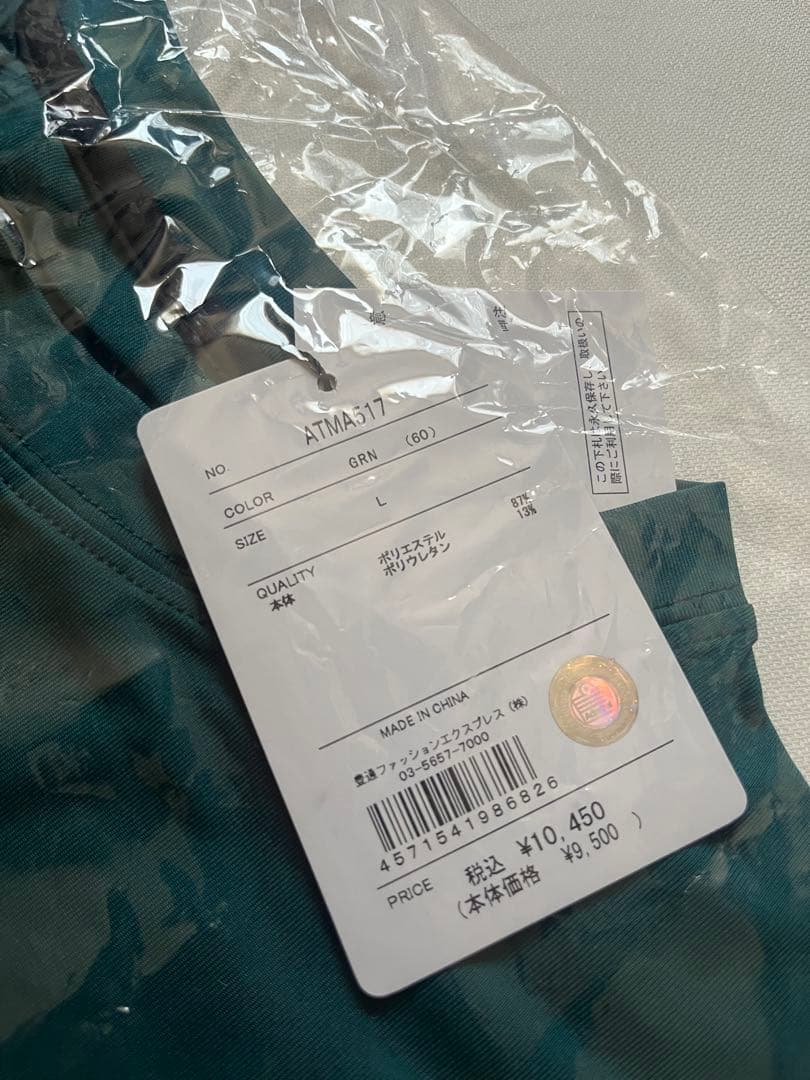 この下札は永久保存し、取扱いの
際にご利用して下さい
NO. ATMA517
COLOR GRN (60)
SIZE L
QUALITY ポリエステル 87%
本体 ポリウレタン 13%
MADE IN CHINA
豊通ファッションエクスプレス(株)
03-5657-7000
4571541986826
PRICE 税込 ¥10,450
(本体価格 ¥9,500 )